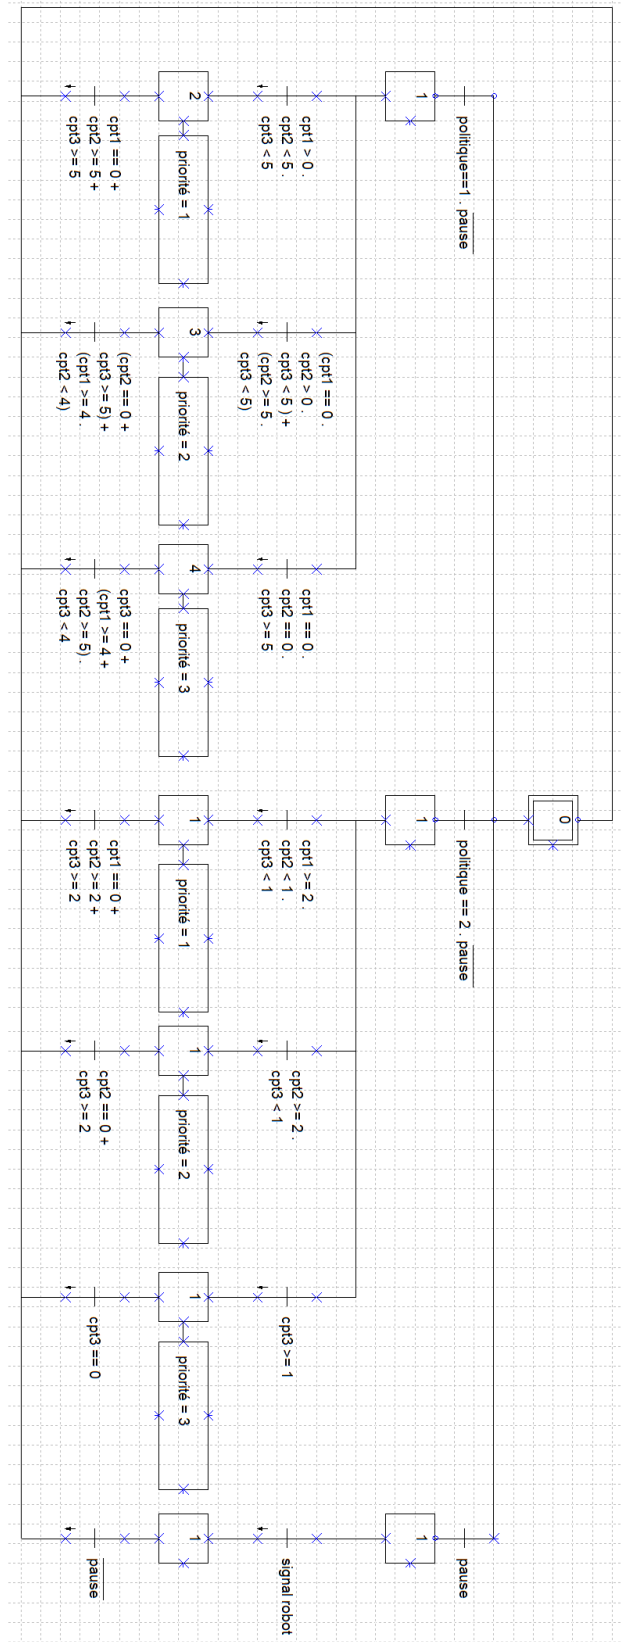 0
politique==1 . pause
politique == 2 . pause
pause
1
1
1
cpt1 > 0 .
cpt2 < 5 .
cpt3 < 5
(cpt1 == 0 .
cpt2 > 0 .
cpt3 < 5 ) +
(cpt2 >= 5 .
cpt3 < 5)
cpt1 == 0 .
cpt2 == 0 .
cpt3 >= 5
cpt1 >= 2 .
cpt2 < 1 .
cpt3 < 1
cpt2 >= 2 .
cpt3 < 1
cpt3 >= 1
signal robot
2
priorité = 1
3
priorité = 2
4
priorité = 3
1
priorité = 1
1
priorité = 2
1
priorité = 3
1
cpt1 == 0 +
cpt2 >= 5 +
cpt3 >= 5
(cpt2 == 0 +
cpt3 >= 5) +
(cpt1 >= 4 .
cpt2 < 4)
cpt3 == 0 +
(cpt1 >= 4 +
cpt2 >= 5) .
cpt3 < 4
cpt1 == 0 +
cpt2 >= 2 +
cpt3 >= 2
cpt2 == 0 +
cpt3 >= 2
cpt3 == 0
pause